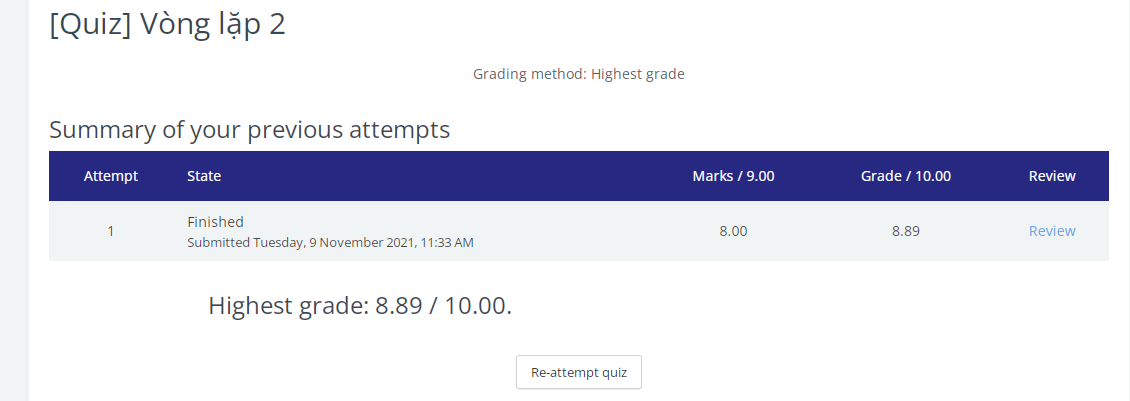 [Quiz] Vòng lặp 2
Grading method: Highest grade
Summary of your previous attempts
Attempt State Marks / 9.00 Grade / 10.00 Review
1 Finished 8.00 8.89 Review
Submitted Tuesday, 9 November 2021, 11:33 AM
Highest grade: 8.89 / 10.00.
Re-attempt quiz